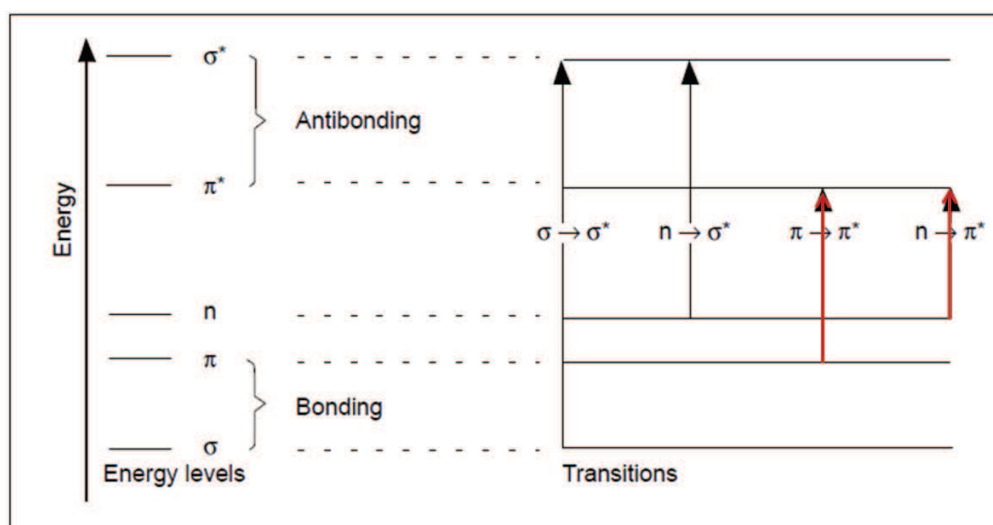 σ*
Antibonding
π*
Energy
σ → σ* n → σ* π → π* n → π*
n
π
Bonding
σ
Energy levels Transitions